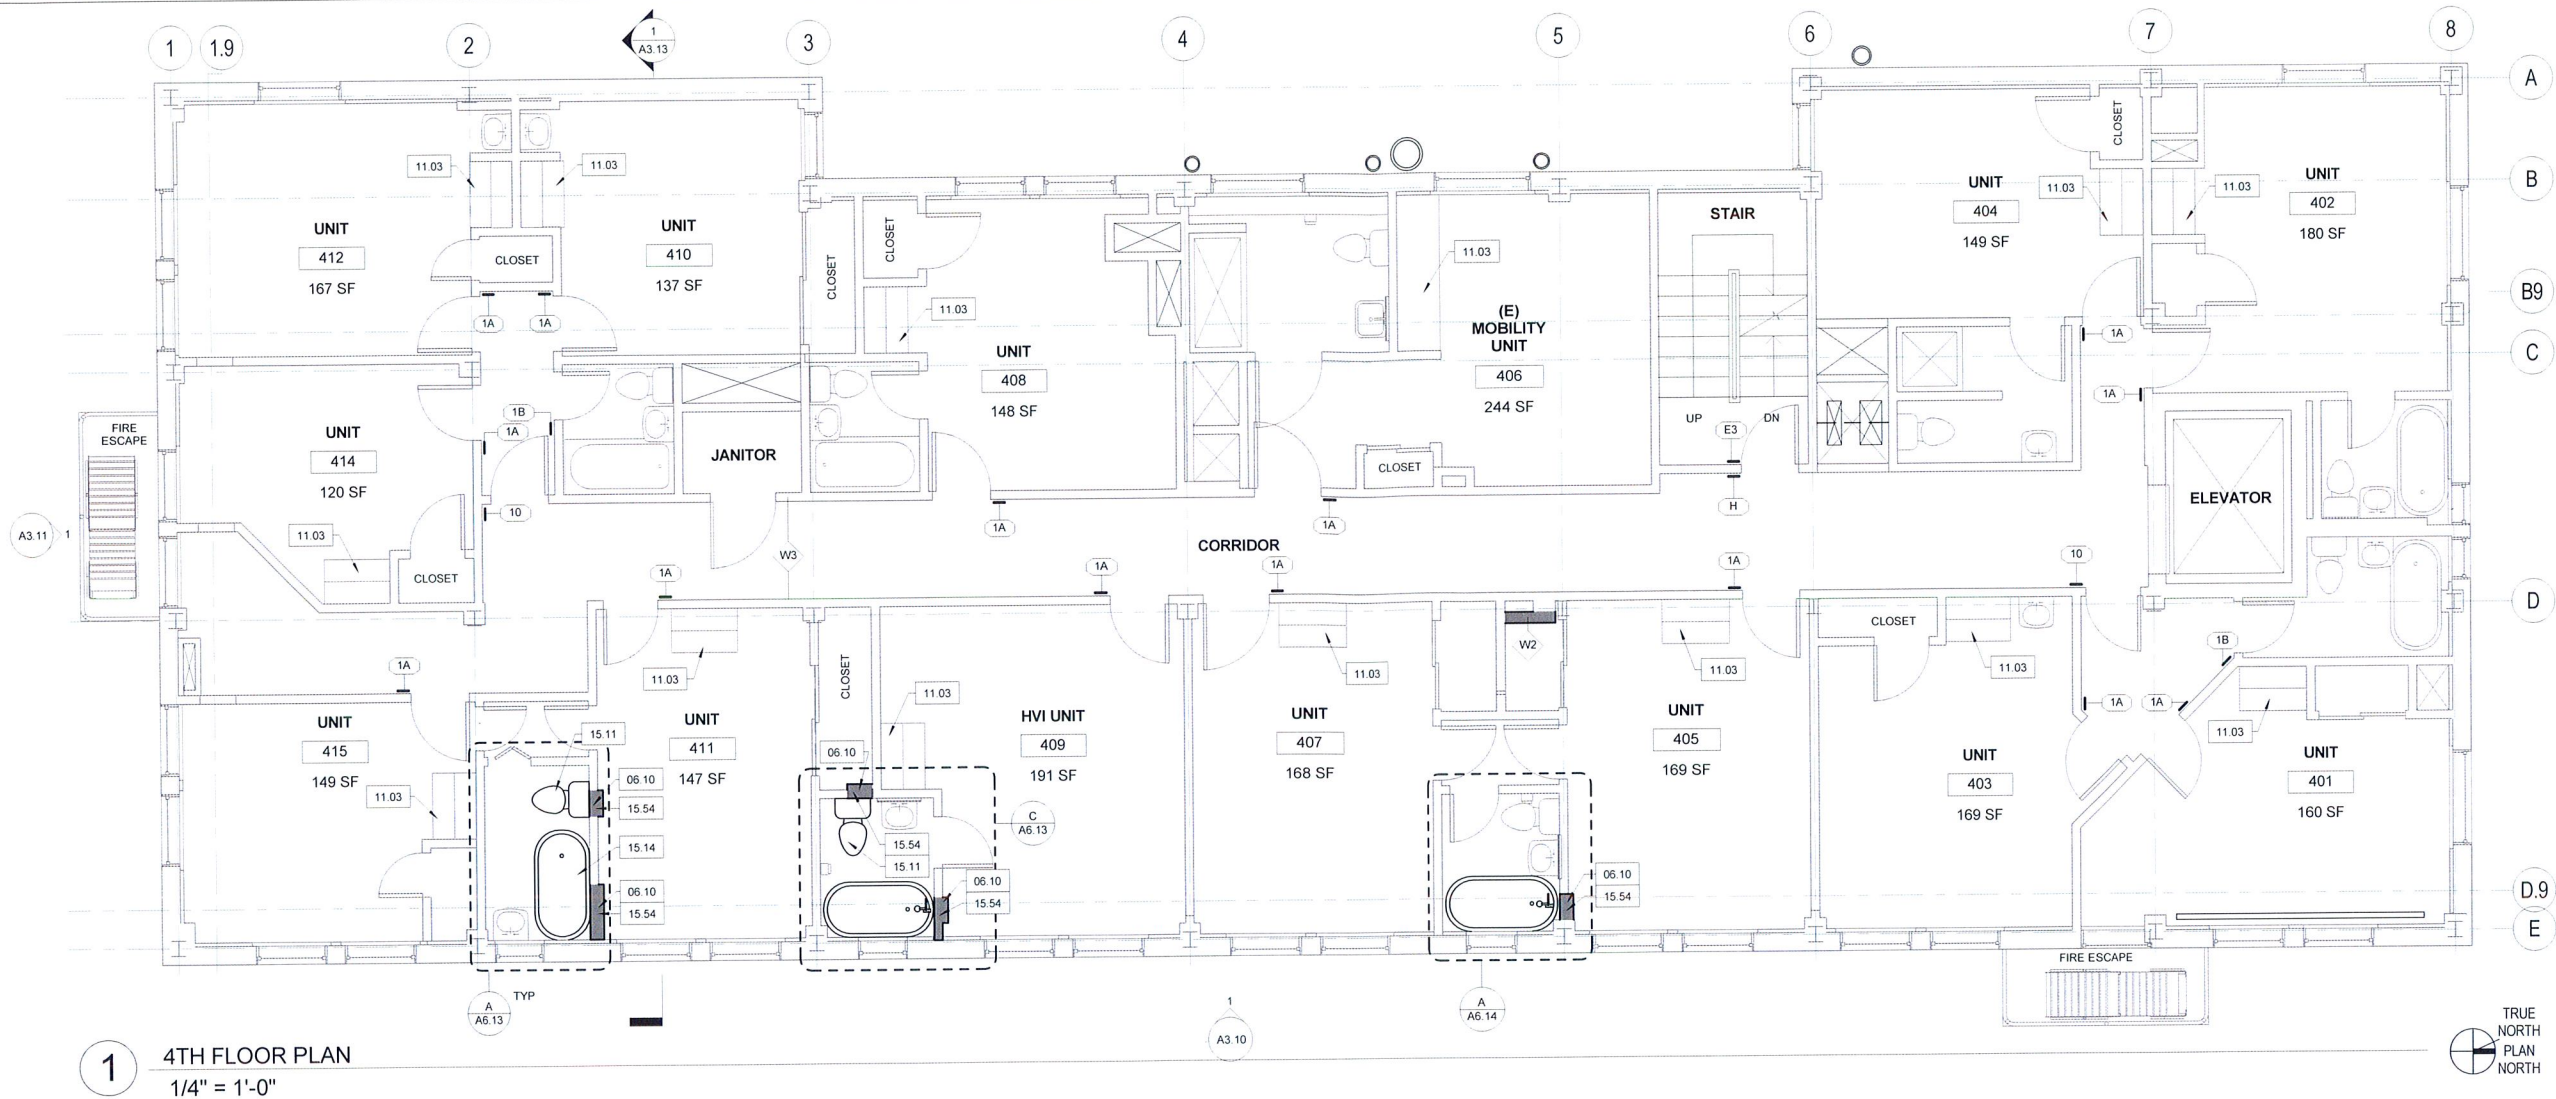 1
1.9
2
1
A3.13
3
4
5
6
7
8
A
B
B9
C
D
D.9
E
UNIT
412
167 SF
11.03
11.03
CLOSET
UNIT
410
137 SF
1A
1A
CLOSET
CLOSET
11.03
UNIT
408
148 SF
11.03
(E)
MOBILITY
UNIT
406
244 SF
CLOSET
STAIR
UP
DN
E3
H
UNIT
404
149 SF
CLOSET
11.03
11.03
UNIT
402
180 SF
1A
1A
ELEVATOR
FIRE
ESCAPE
A3.11
1
UNIT
414
120 SF
11.03
CLOSET
1B
1A
10
JANITOR
W3
1A
1A
CORRIDOR
1A
1A
1A
1A
10
1A
UNIT
415
149 SF
11.03
15.11
UNIT
411
147 SF
11.03
06.10
15.54
15.14
06.10
15.54
CLOSET
11.03
06.10
HVI UNIT
409
191 SF
15.54
15.11
C
A6.13
06.10
15.54
UNIT
407
168 SF
11.03
W2
UNIT
405
169 SF
11.03
06.10
15.54
CLOSET
11.03
UNIT
403
169 SF
1B
1A
1A
11.03
UNIT
401
160 SF
FIRE ESCAPE
A
A6.13
TYP
1
A3.10
A
A6.14
TRUE
NORTH
PLAN
NORTH
1
4TH FLOOR PLAN
1/4" = 1'-0"